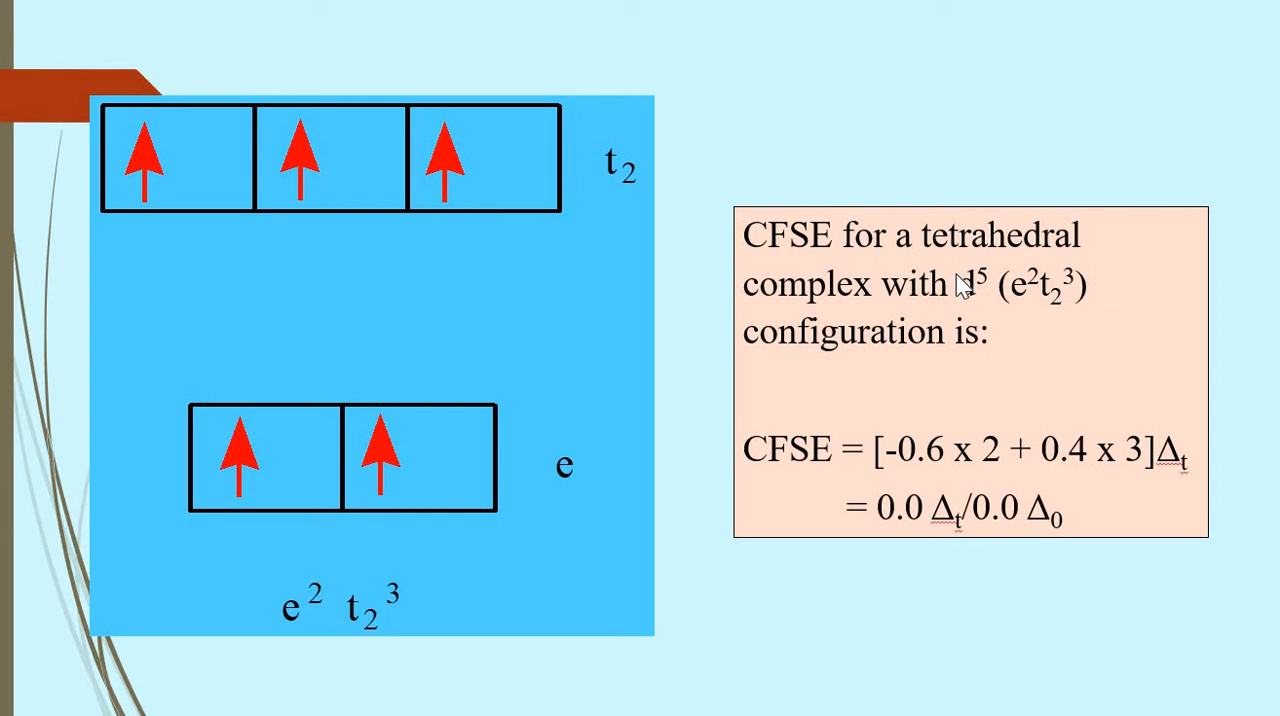 t₂
e
e² t₂³
CFSE for a tetrahedral
complex with d⁵ (e²t₂³)
configuration is:
CFSE = [-0.6 x 2 + 0.4 x 3]Δₜ
= 0.0 Δₜ/0.0 Δ₀